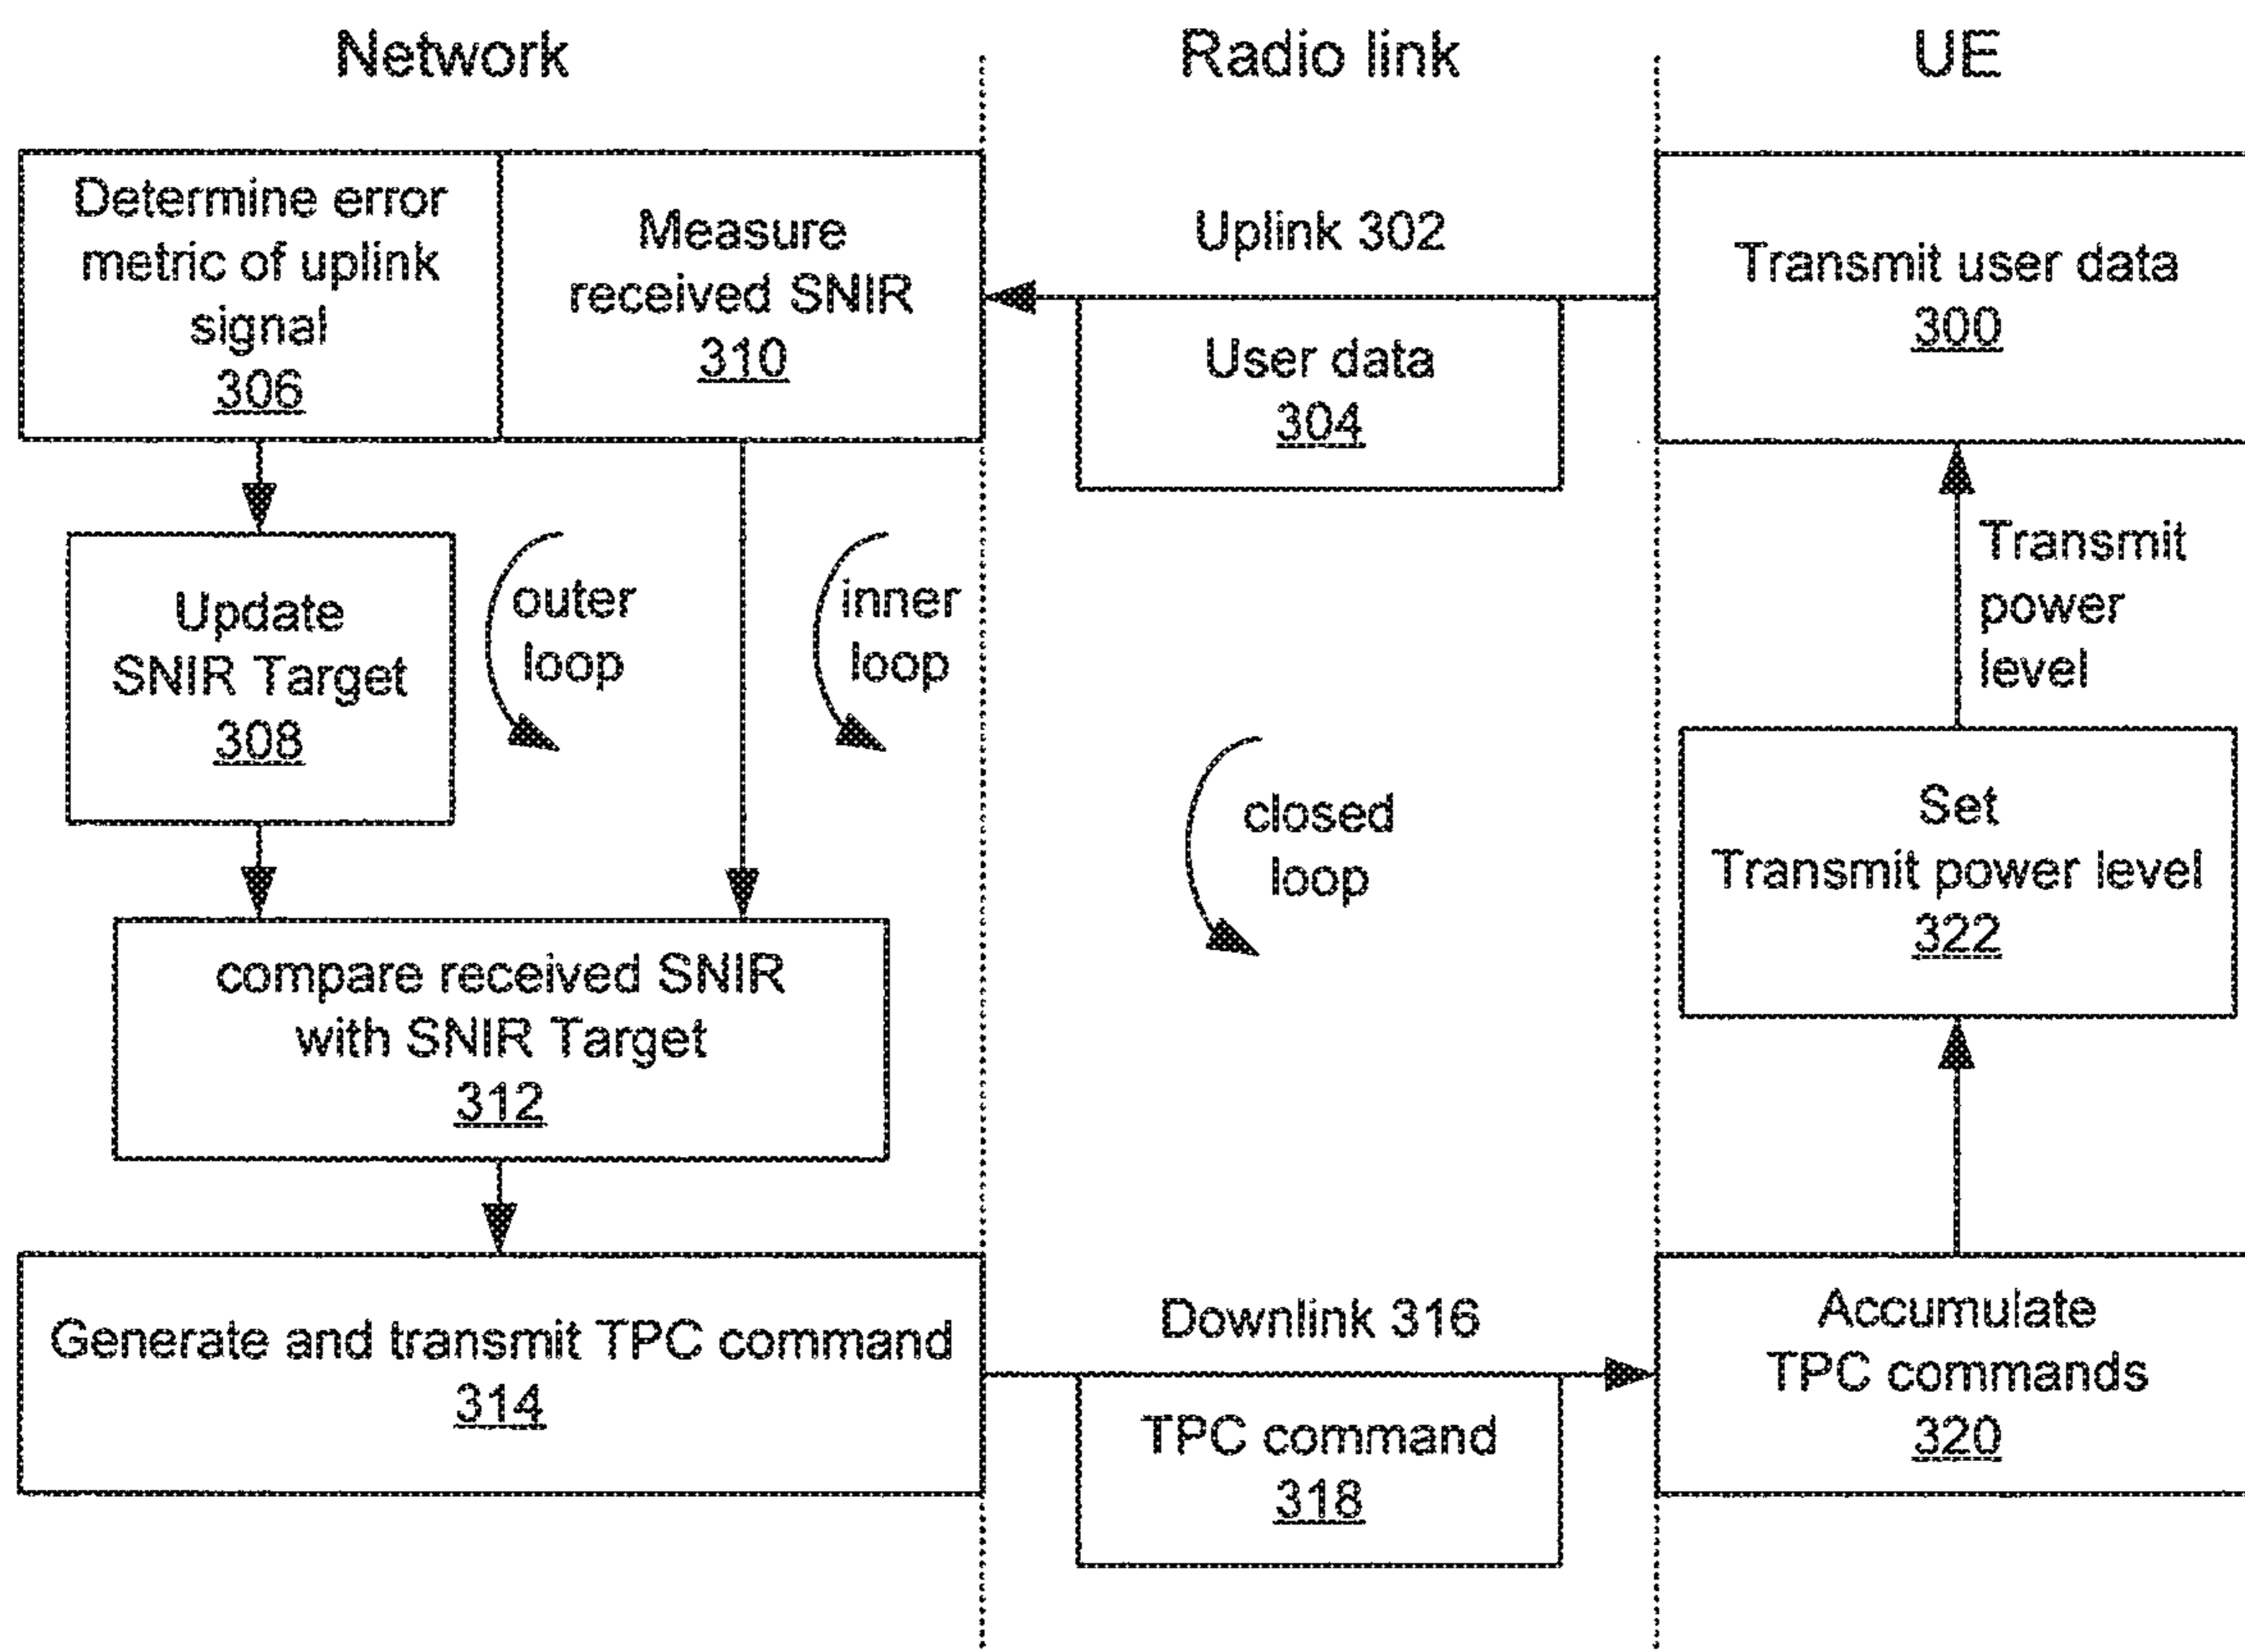 Network
Radio link
UE
Determine error
metric of uplink
signal
306
Measure
received SNIR
310
Uplink 302
User data
304
Transmit user data
300
Update
SNIR Target
308
outer
loop
inner
loop
closed
loop
Transmit
power
level
Set
Transmit power level
322
compare received SNIR
with SNIR Target
312
Generate and transmit TPC command
314
Downlink 316
TPC command
318
Accumulate
TPC commands
320